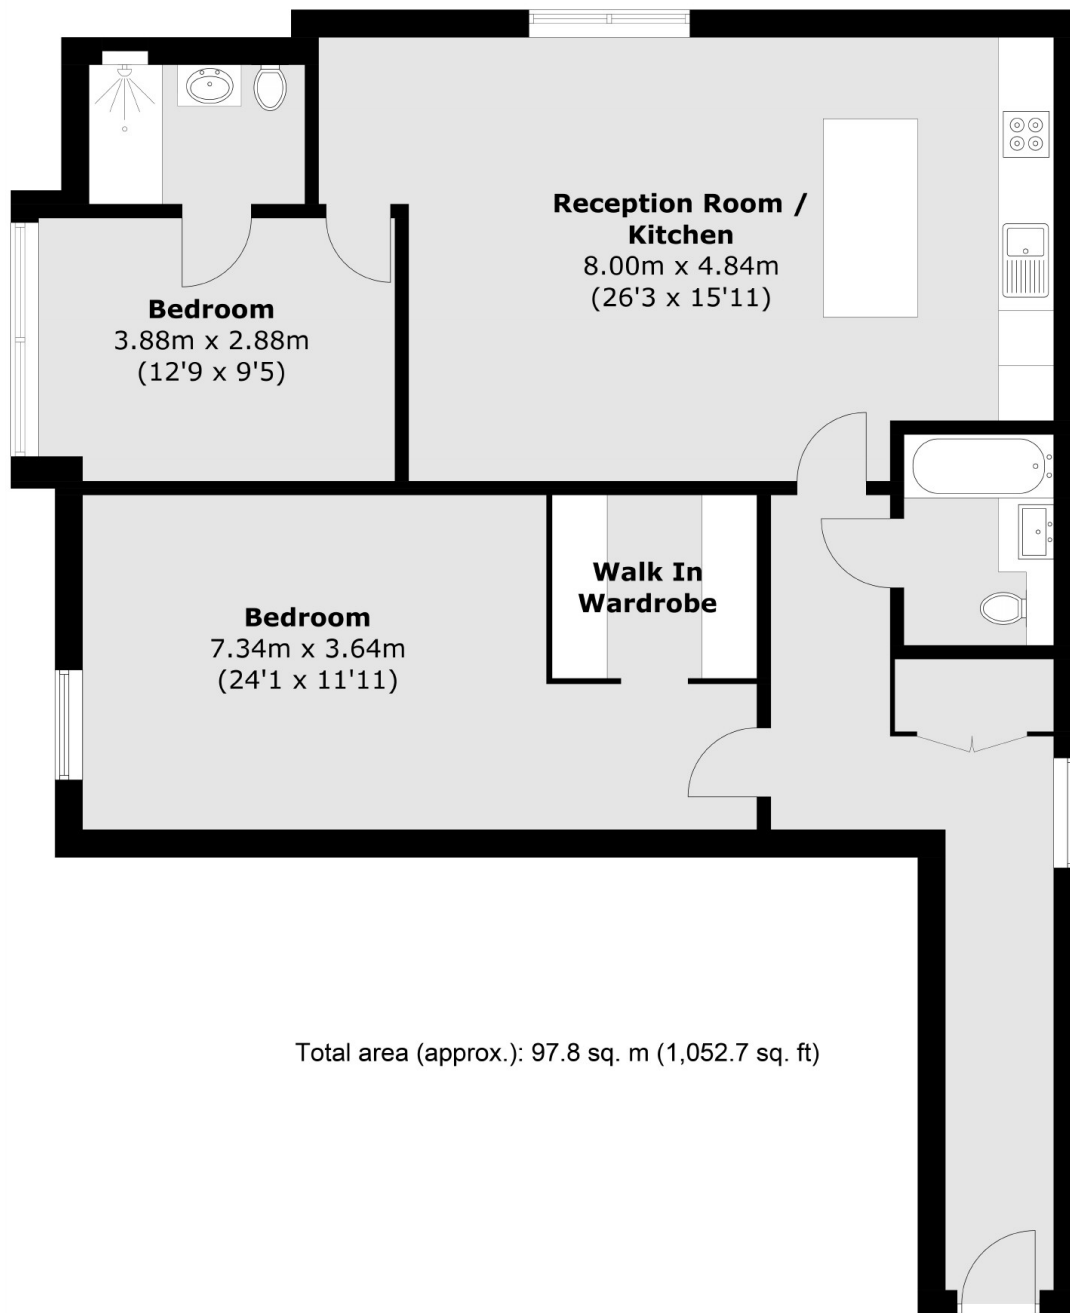 Reception Room /
Kitchen
8.00m x 4.84m
(26'3 x 15'11)
Bedroom
3.88m x 2.88m
(12'9 x 9'5)
Walk In
Wardrobe
Bedroom
7.34m x 3.64m
(24'1 x 11'11)
Total area (approx.): 97.8 sq. m (1,052.7 sq. ft)